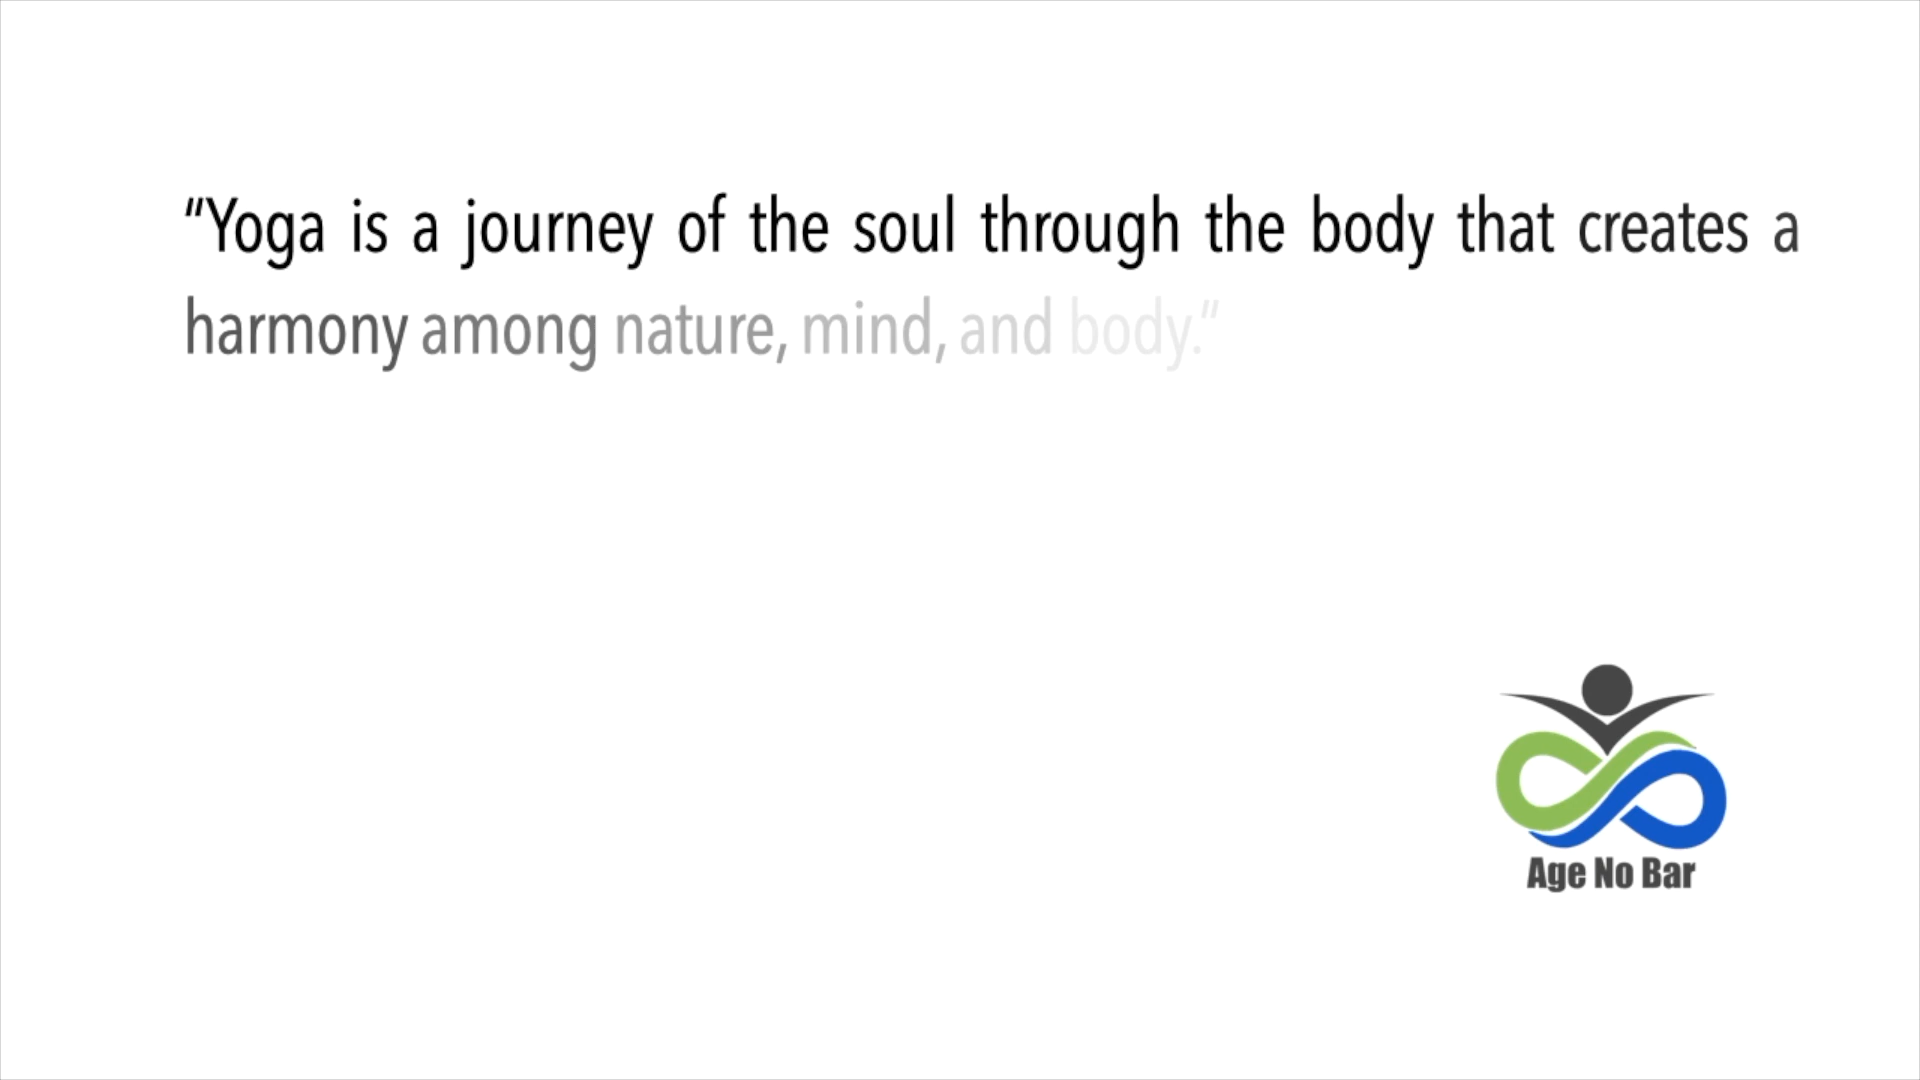 "Yoga is a journey of the soul through the body that creates a
harmony among nature, mind, and body."
Age No Bar